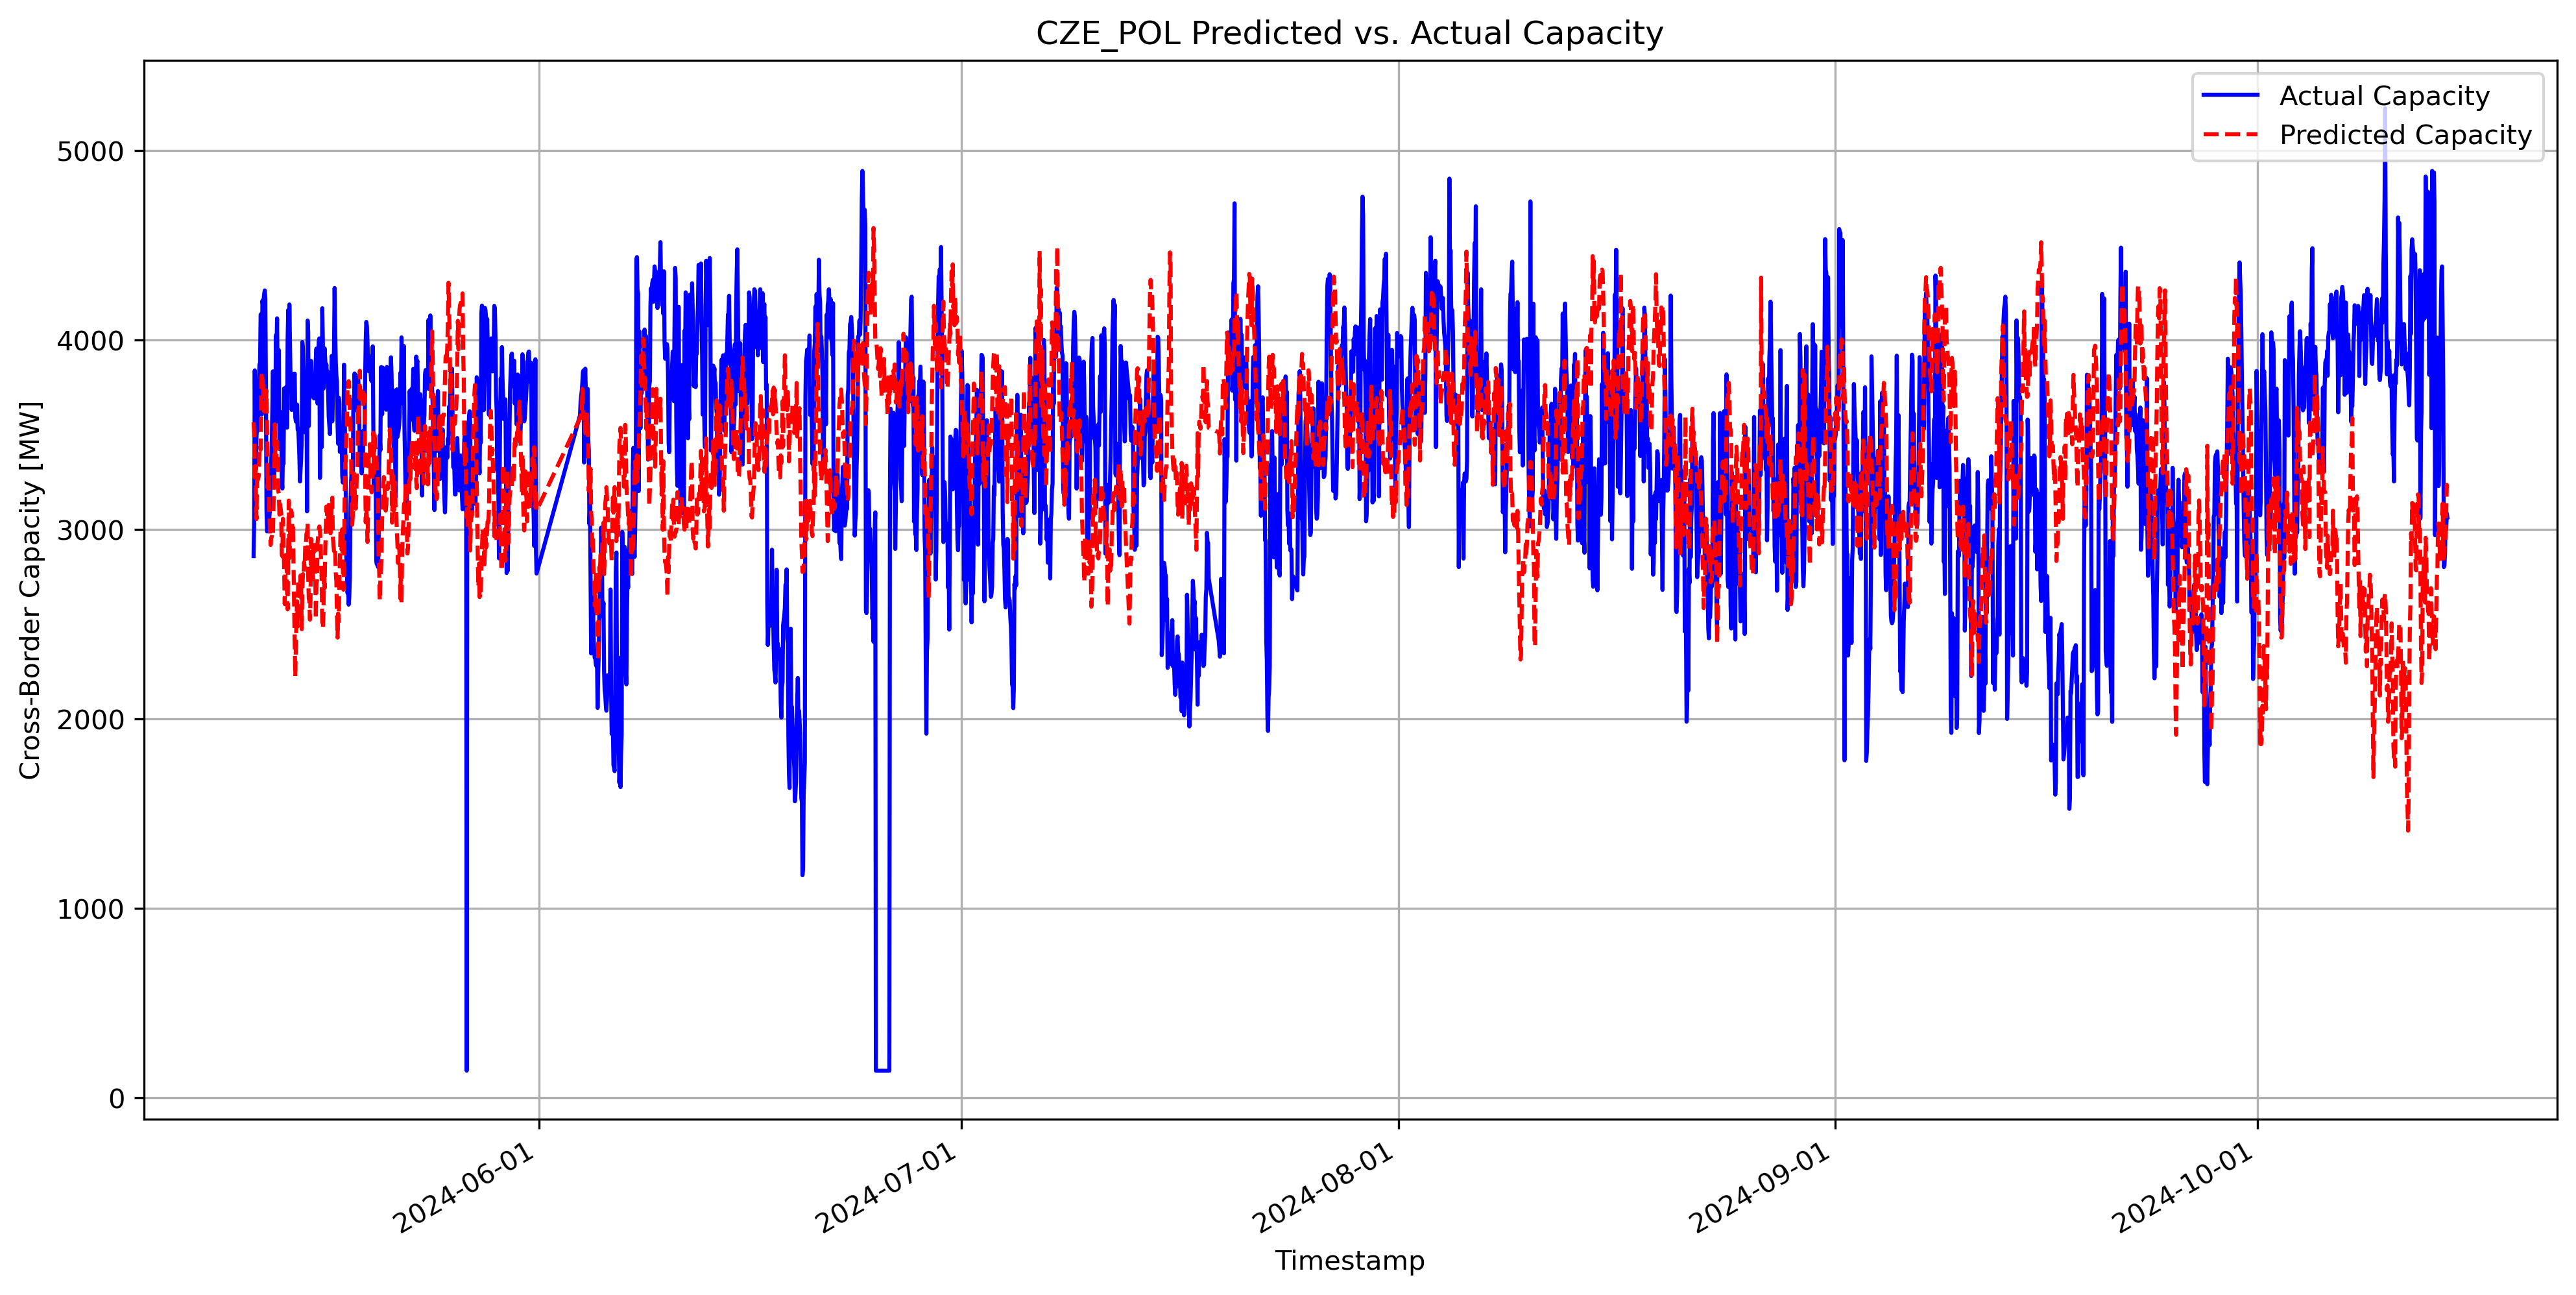 CZE_POL Predicted vs. Actual Capacity
Actual Capacity
Predicted Capacity
Cross-Border Capacity [MW]
5000
4000
3000
2000
1000
0
2024-06-01
2024-07-01
2024-08-01
2024-09-01
2024-10-01
Timestamp